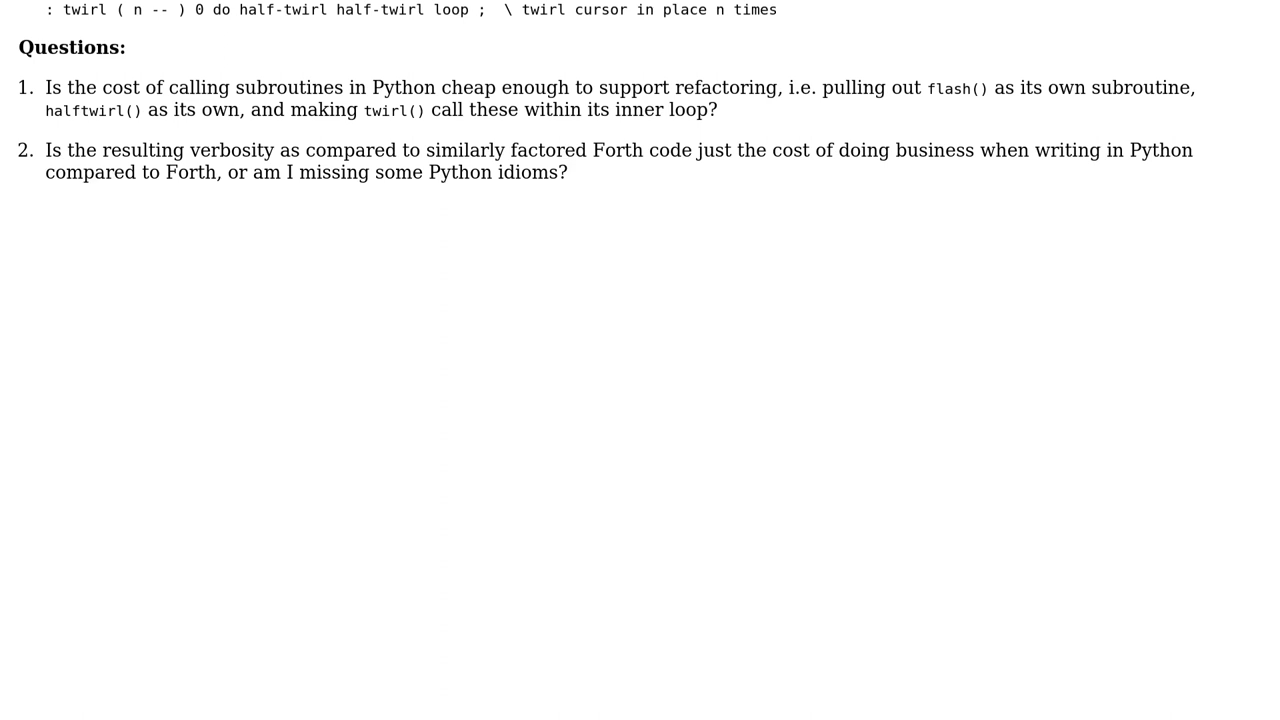 : twirl ( n -- ) 0 do half-twirl half-twirl loop ;  \ twirl cursor in place n times
Questions:
1. Is the cost of calling subroutines in Python cheap enough to support refactoring, i.e. pulling out flash() as its own subroutine,
halftwirl() as its own, and making twirl() call these within its inner loop?
2. Is the resulting verbosity as compared to similarly factored Forth code just the cost of doing business when writing in Python
compared to Forth, or am I missing some Python idioms?